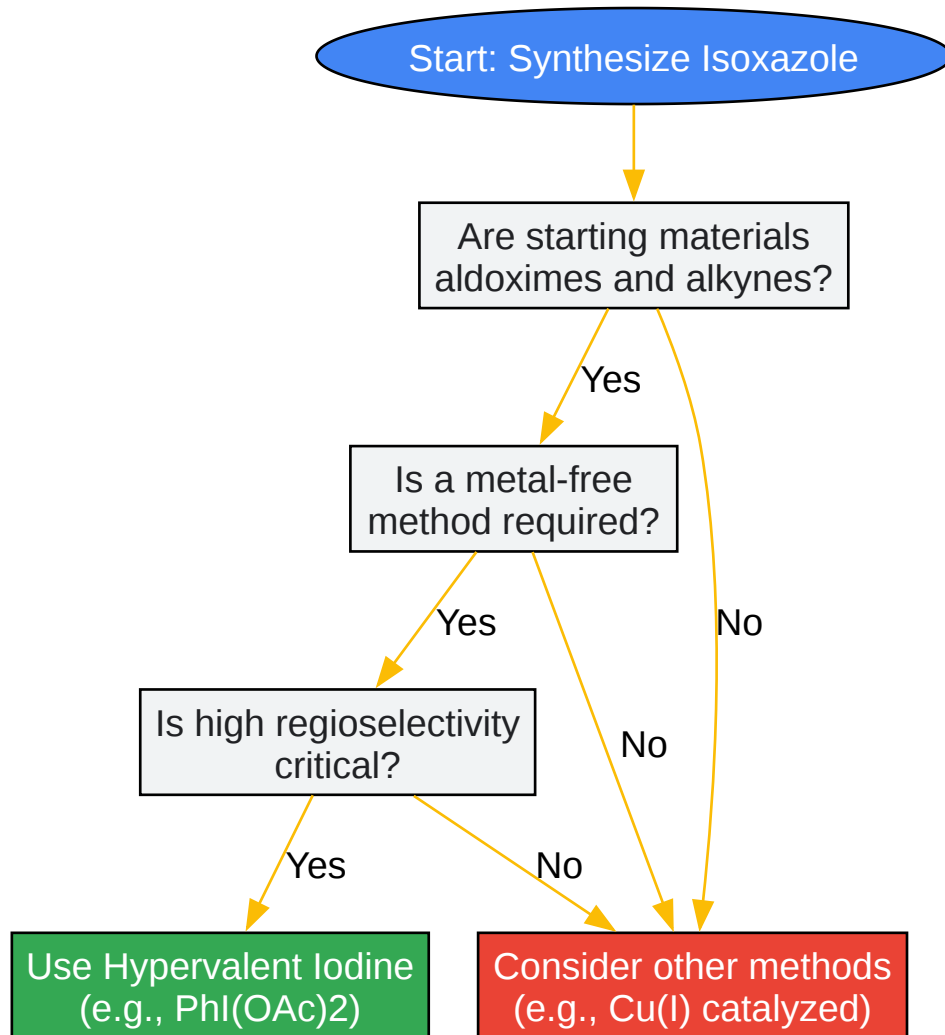 Start: Synthesize Isoxazole
Are starting materials
aldoximes and alkynes?
Yes
Is a metal-free
method required?
Yes
No
Is high regioselectivity
critical?
No
Yes
No
Use Hypervalent Iodine
(e.g., PhI(OAc)2)
Consider other methods
(e.g., Cu(I) catalyzed)